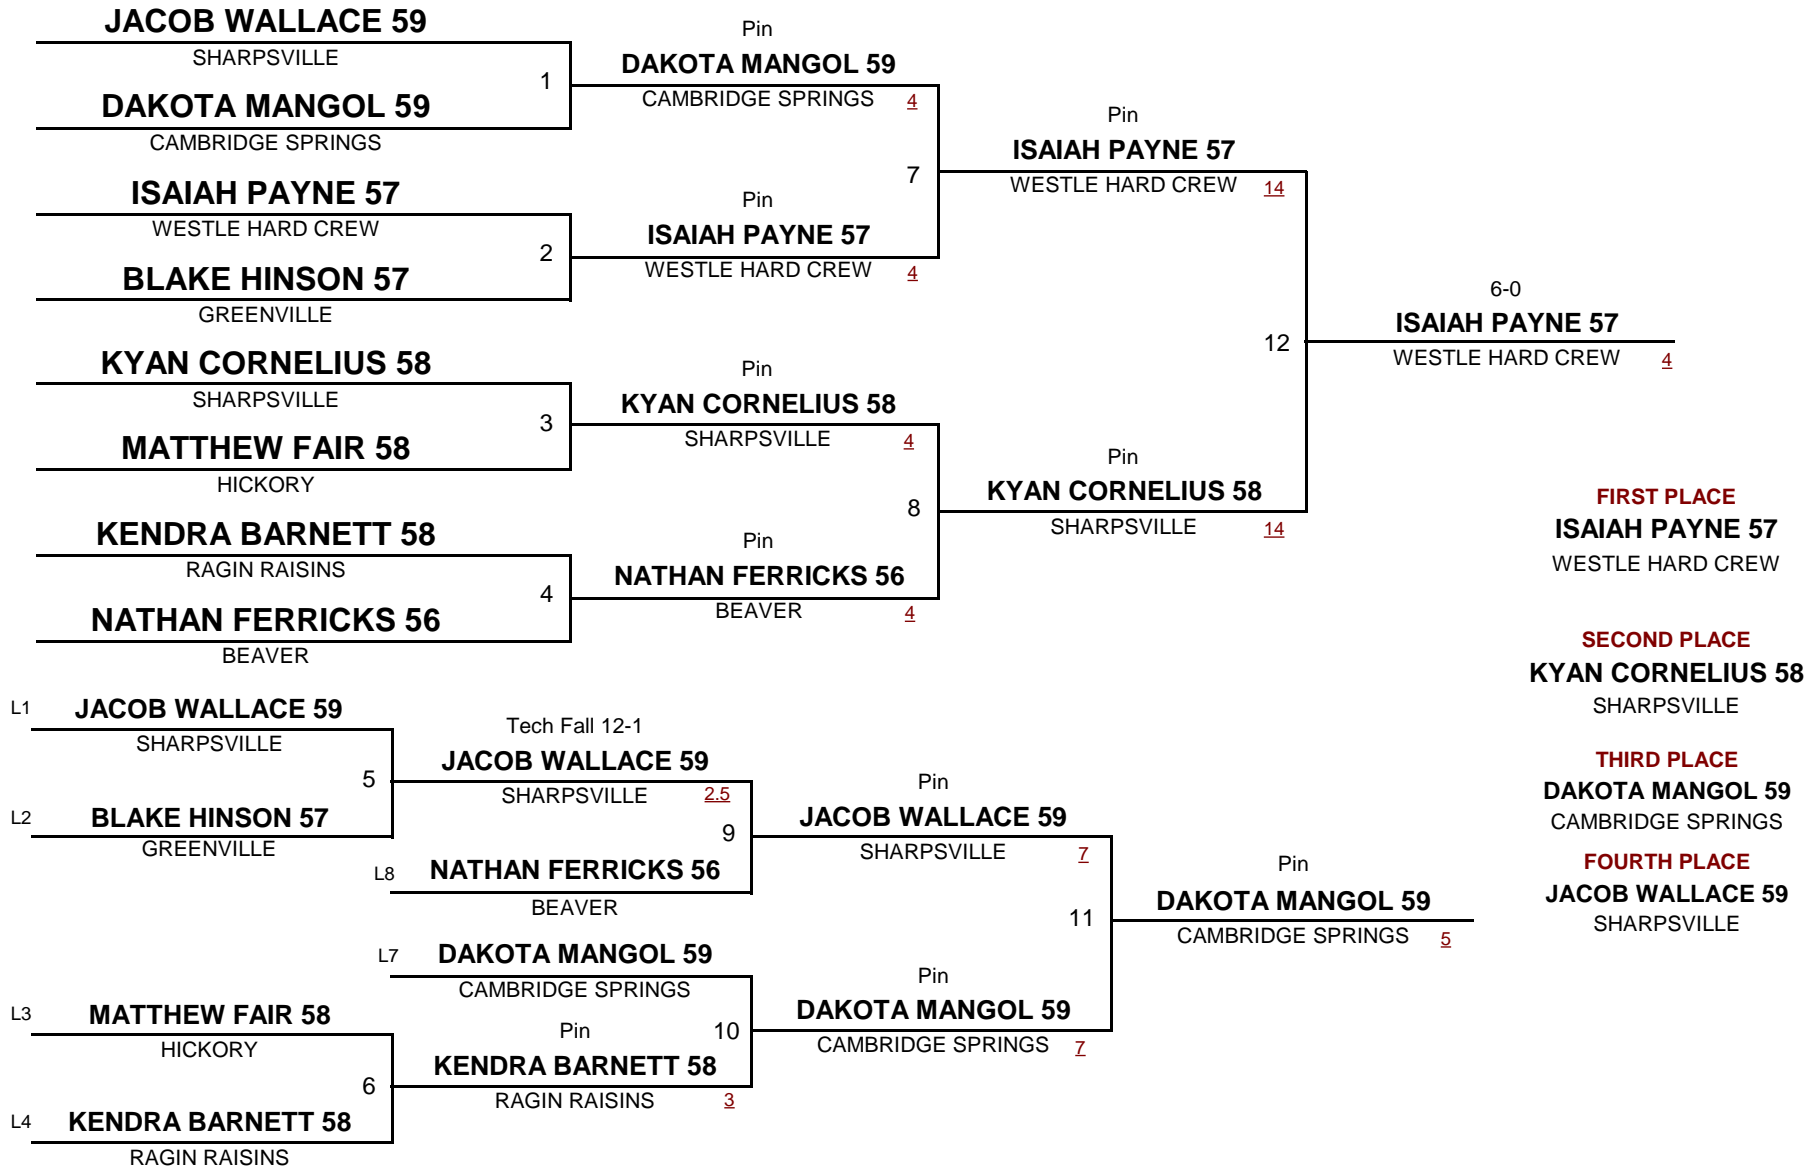 JACOB WALLACE 59
SHARPSVILLE
1
DAKOTA MANGOL 59
CAMBRIDGE SPRINGS
Pin
DAKOTA MANGOL 59
CAMBRIDGE SPRINGS 4
ISAIAH PAYNE 57
WESTLE HARD CREW
2
BLAKE HINSON 57
GREENVILLE
Pin
ISAIAH PAYNE 57
WESTLE HARD CREW 4
7
Pin
ISAIAH PAYNE 57
WESTLE HARD CREW 14
KYAN CORNELIUS 58
SHARPSVILLE
3
MATTHEW FAIR 58
HICKORY
Pin
KYAN CORNELIUS 58
SHARPSVILLE 4
KENDRA BARNETT 58
RAGIN RAISINS
4
NATHAN FERRICKS 56
BEAVER
Pin
NATHAN FERRICKS 56
BEAVER 4
8
Pin
KYAN CORNELIUS 58
SHARPSVILLE 14
12
6-0
ISAIAH PAYNE 57
WESTLE HARD CREW 4
FIRST PLACE
ISAIAH PAYNE 57
WESTLE HARD CREW
SECOND PLACE
KYAN CORNELIUS 58
SHARPSVILLE
THIRD PLACE
DAKOTA MANGOL 59
CAMBRIDGE SPRINGS
FOURTH PLACE
JACOB WALLACE 59
SHARPSVILLE
L1 JACOB WALLACE 59
SHARPSVILLE
5
L2 BLAKE HINSON 57
GREENVILLE
Tech Fall 12-1
JACOB WALLACE 59
SHARPSVILLE 2.5
9
L8 NATHAN FERRICKS 56
BEAVER
Pin
JACOB WALLACE 59
SHARPSVILLE 7
L7 DAKOTA MANGOL 59
CAMBRIDGE SPRINGS
L3 MATTHEW FAIR 58
HICKORY
6
L4 KENDRA BARNETT 58
RAGIN RAISINS
Pin
KENDRA BARNETT 58
RAGIN RAISINS 3
10
Pin
DAKOTA MANGOL 59
CAMBRIDGE SPRINGS 7
11
Pin
DAKOTA MANGOL 59
CAMBRIDGE SPRINGS 5